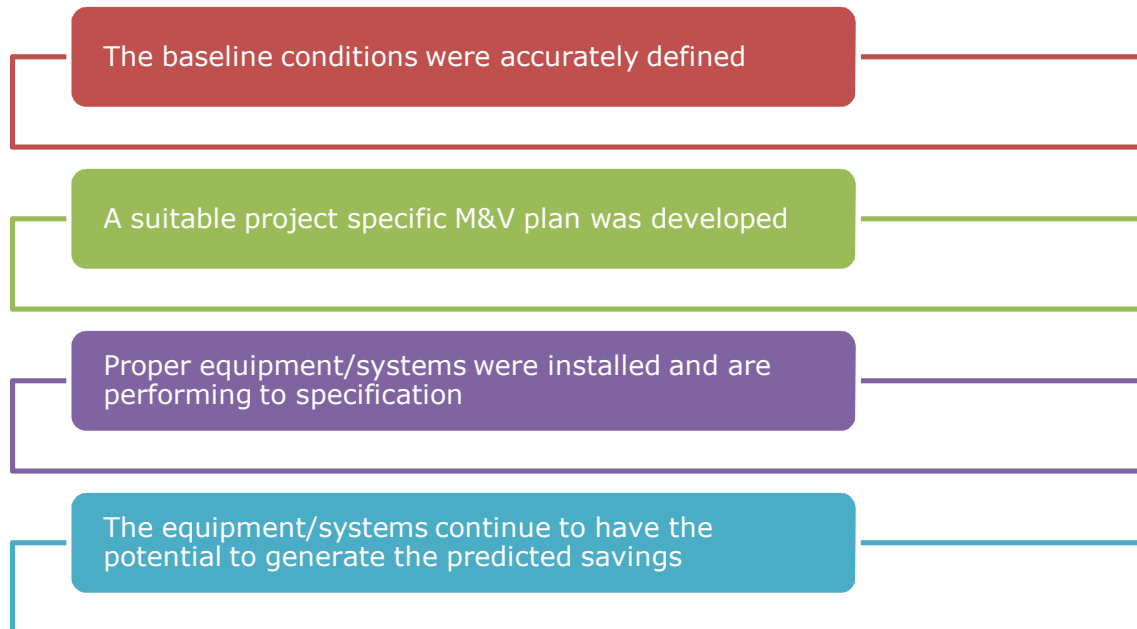 The baseline conditions were accurately defined
A suitable project specific M&V plan was developed
Proper equipment/systems were installed and are
performing to specification
The equipment/systems continue to have the
potential to generate the predicted savings